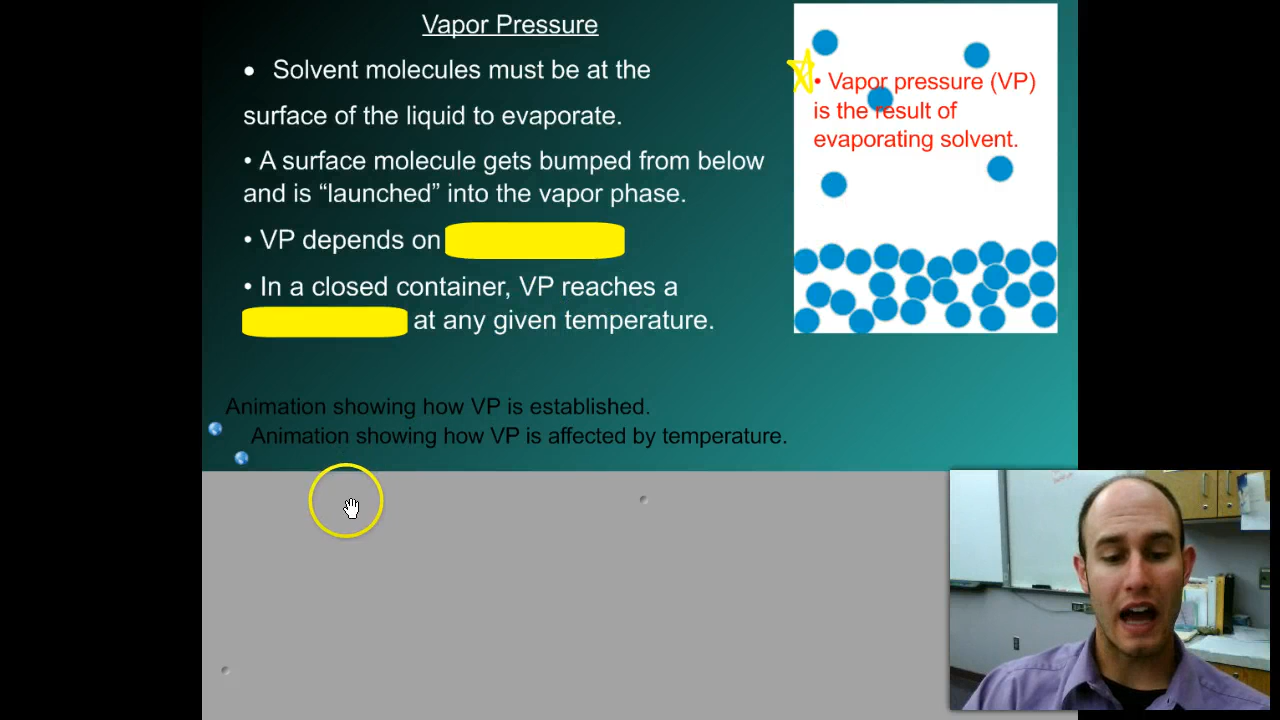 Vapor Pressure
• Solvent molecules must be at the
surface of the liquid to evaporate.
• A surface molecule gets bumped from below
and is “launched” into the vapor phase.
• VP depends on
• In a closed container, VP reaches a
at any given temperature.
• Vapor pressure (VP)
is the result of
evaporating solvent.
Animation showing how VP is established.
Animation showing how VP is affected by temperature.